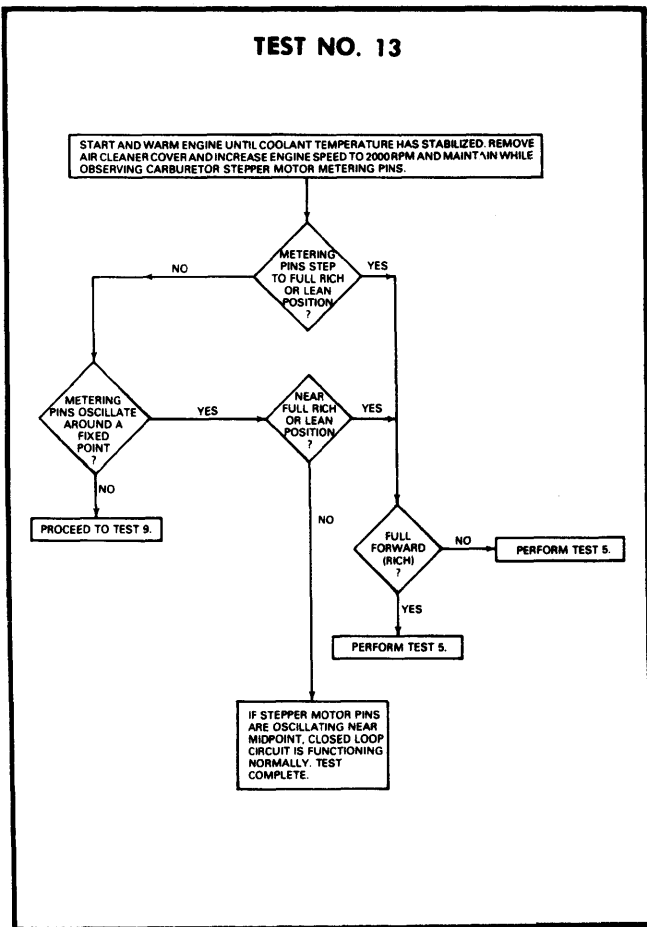 TEST NO. 13
START AND WARM ENGINE UNTIL COOLANT TEMPERATURE HAS STABILIZED. REMOVE
AIR CLEANER COVER AND INCREASE ENGINE SPEED TO 2000 RPM AND MAINTAIN WHILE
OBSERVING CARBURETOR STEPPER MOTOR METERING PINS.
METERING
PINS STEP
TO FULL RICH
OR LEAN
POSITION
?
NO
YES
METERING
PINS OSCILLATE
AROUND A
FIXED
POINT
?
YES
NEAR
FULL RICH
OR LEAN
POSITION
?
YES
NO
PROCEED TO TEST 9.
NO
FULL
FORWARD
(RICH)
?
NO
PERFORM TEST 5.
YES
PERFORM TEST 5.
IF STEPPER MOTOR PINS
ARE OSCILLATING NEAR
MIDPOINT, CLOSED LOOP
CIRCUIT IS FUNCTIONING
NORMALLY. TEST
COMPLETE.